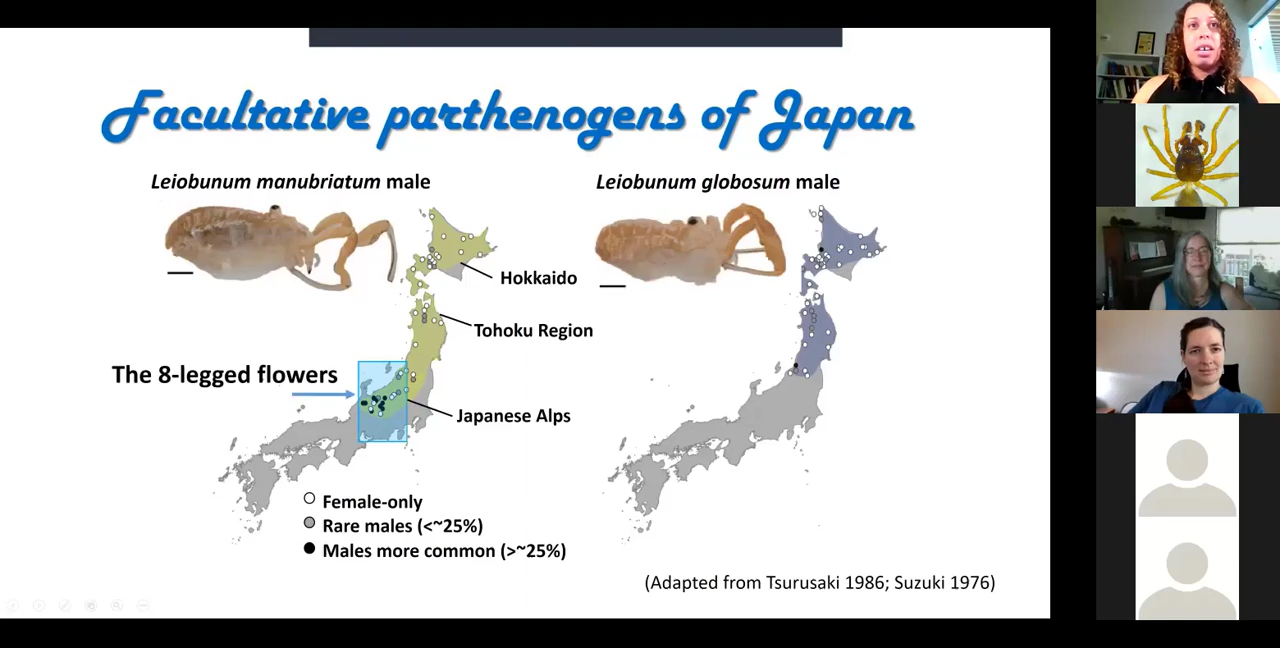 Facultative parthenogens of Japan
Leiobunum manubriatum male
Leiobunum globosum male
Hokkaido
Tohoku Region
The 8-legged flowers
Japanese Alps
Female-only
Rare males (<~25%)
Males more common (>~25%)
(Adapted from Tsurusaki 1986; Suzuki 1976)